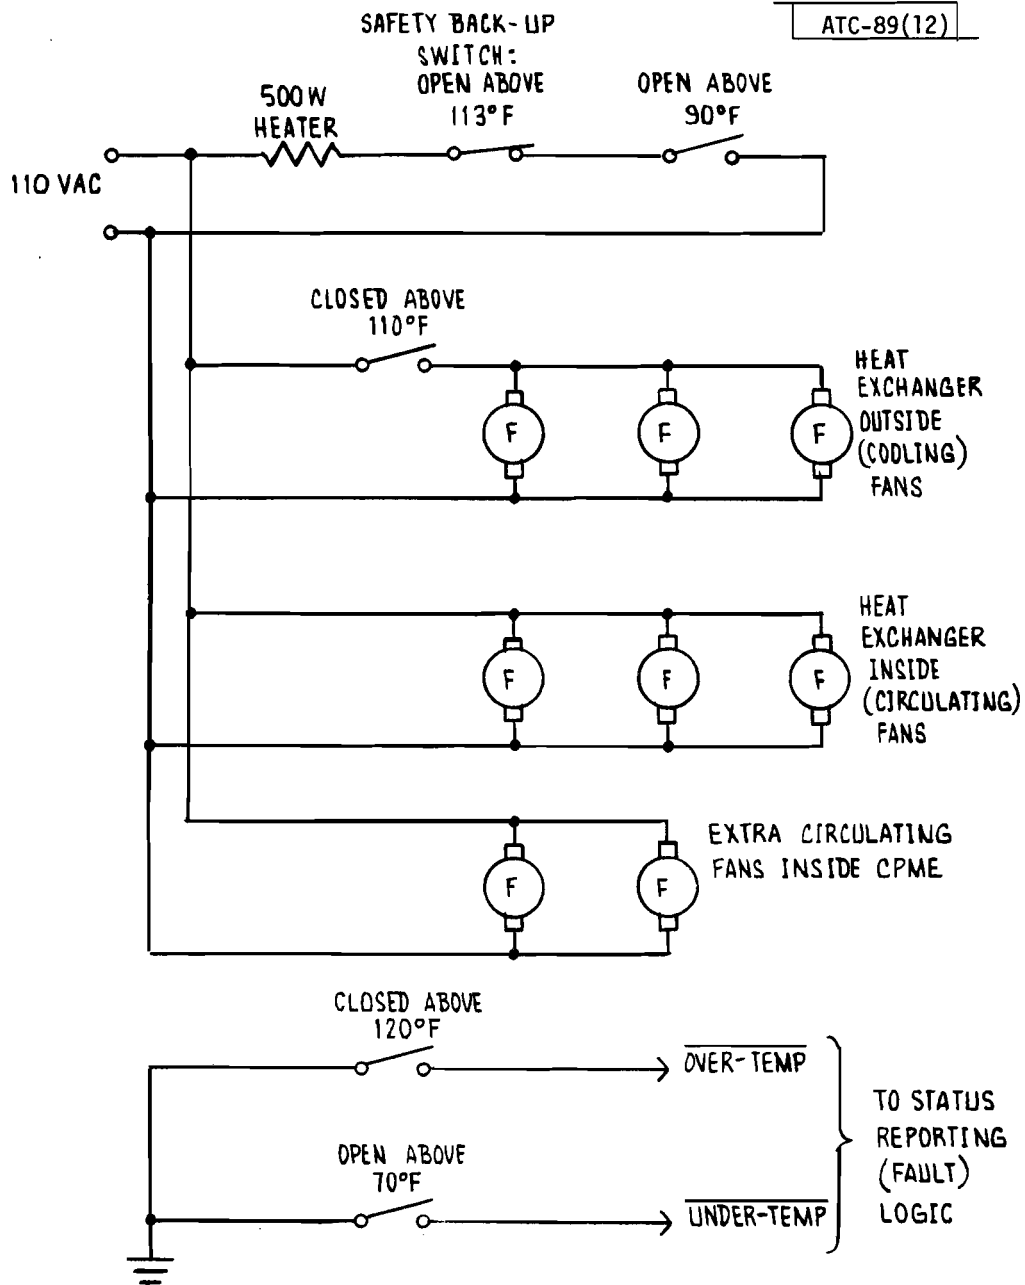 ATC-89(12)
SAFETY BACK-UP
SWITCH:
OPEN ABOVE
113°F
OPEN ABOVE
90°F
500W
HEATER
110 VAC
CLOSED ABOVE
110°F
F
F
F
HEAT
EXCHANGER
OUTSIDE
(COOLING)
FANS
F
F
F
HEAT
EXCHANGER
INSIDE
(CIRCULATING)
FANS
F
F
EXTRA CIRCULATING
FANS INSIDE CPME
CLOSED ABOVE
120°F
OVER-TEMP
OPEN ABOVE
70°F
UNDER-TEMP
TO STATUS
REPORTING
(FAULT)
LOGIC